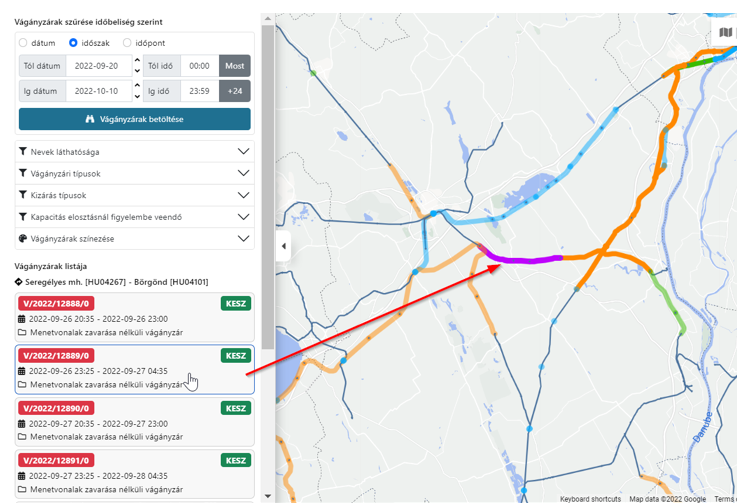 Vágányzárak szűrése időbeliség szerint
dátum időszak időpont
Tól dátum 2022-09-20 Tól idő 00:00 Most
Ig dátum 2022-10-10 Ig idő 23:59 +24
Vágányzárak betöltése
Nevek láthatósága
Vágányzári típusok
Kizárás típusok
Kapacitás elosztásnál figyelembe veendő
Vágányzárak színezése
Vágányzárak listája
Seregélyes mh. [HU04267] - Börgönd [HU04101]
V/2022/12888/0 KESZ
2022-09-26 20:35 - 2022-09-26 23:00
Menetvonalak zavarása nélküli vágányzár
V/2022/12889/0 KESZ
2022-09-26 23:25 - 2022-09-27 04:35
Menetvonalak zavarása nélküli vágányzár
V/2022/12890/0 KESZ
2022-09-27 20:35 - 2022-09-27 23:00
Menetvonalak zavarása nélküli vágányzár
V/2022/12891/0 KESZ
2022-09-27 23:25 - 2022-09-28 04:35
Menetvonalak zavarása nélküli vágányzár
Danube
Keyboard shortcuts Map data ©2022 Google Terms